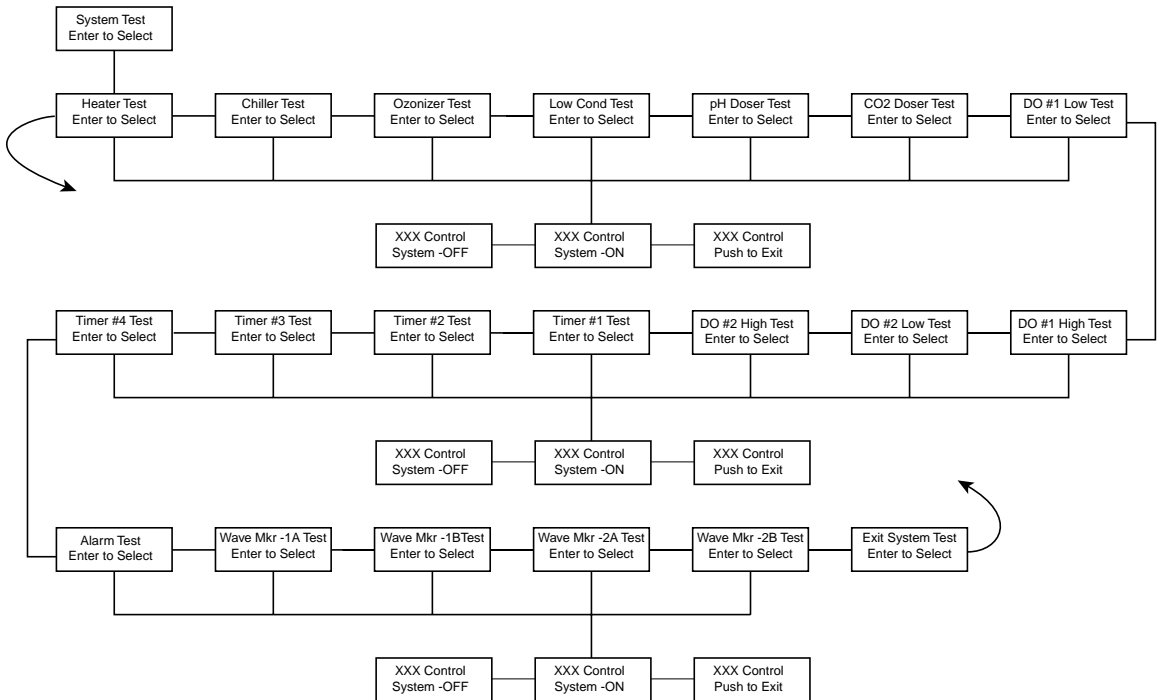 System Test
Enter to Select
Heater Test
Enter to Select
Chiller Test
Enter to Select
Ozonizer Test
Enter to Select
Low Cond Test
Enter to Select
pH Doser Test
Enter to Select
CO2 Doser Test
Enter to Select
DO #1 Low Test
Enter to Select
XXX Control
System -OFF
XXX Control
System -ON
XXX Control
Push to Exit
Timer #4 Test
Enter to Select
Timer #3 Test
Enter to Select
Timer #2 Test
Enter to Select
Timer #1 Test
Enter to Select
DO #2 High Test
Enter to Select
DO #2 Low Test
Enter to Select
DO #1 High Test
Enter to Select
XXX Control
System -OFF
XXX Control
System -ON
XXX Control
Push to Exit
Alarm Test
Enter to Select
Wave Mkr -1A Test
Enter to Select
Wave Mkr -1BTest
Enter to Select
Wave Mkr -2A Test
Enter to Select
Wave Mkr -2B Test
Enter to Select
Exit System Test
Enter to Select
XXX Control
System -OFF
XXX Control
System -ON
XXX Control
Push to Exit